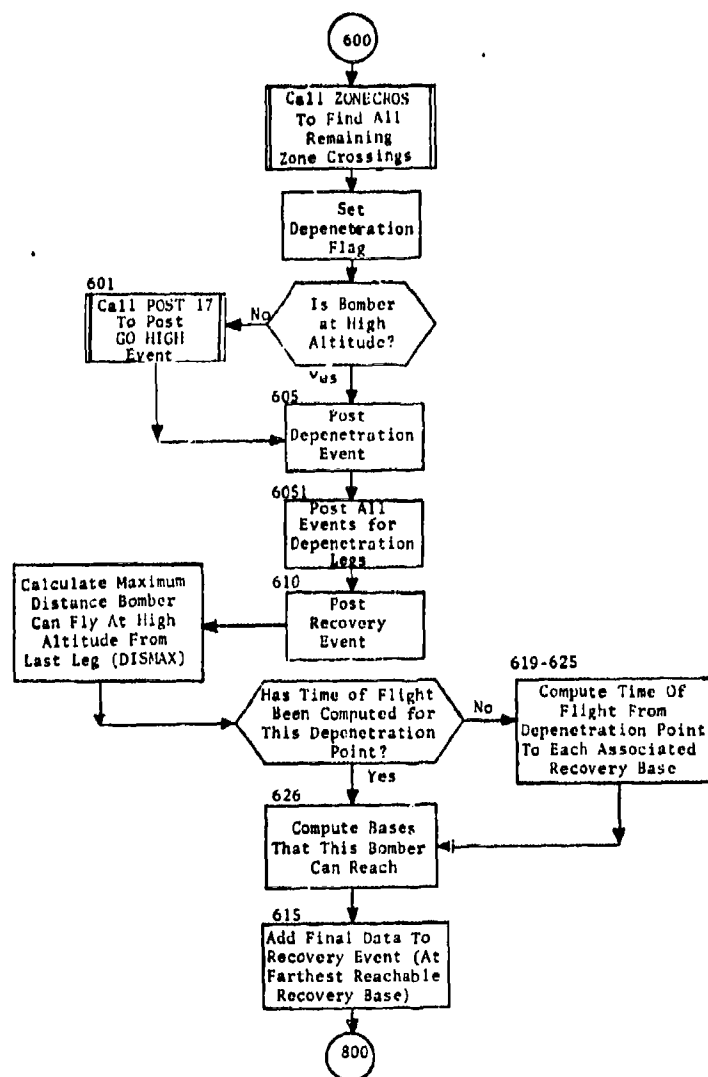 600
Call ZONECROS
To Find All
Remaining
Zone Crossings
Set
Depenetration
Flag
601
Call POST 17
To Post
GO HIGH
Event
No
Is Bomber
at High
Altitude?
Yes
605
Post
Depenetration
Event
6051
Post All
Events for
Depenetration
Legs
610
Post
Recovery
Event
Calculate Maximum
Distance Bomber
Can Fly At High
Altitude From
Last Leg (DISMAX)
Has Time of Flight
Been Computed for
This Depenetration
Point?
No
Yes
619-625
Compute Time Of
Flight From
Depenetration Point
To Each Associated
Recovery Base
626
Compute Bases
That This Bomber
Can Reach
615
Add Final Data To
Recovery Event (At
Farthest Reachable
Recovery Base)
800